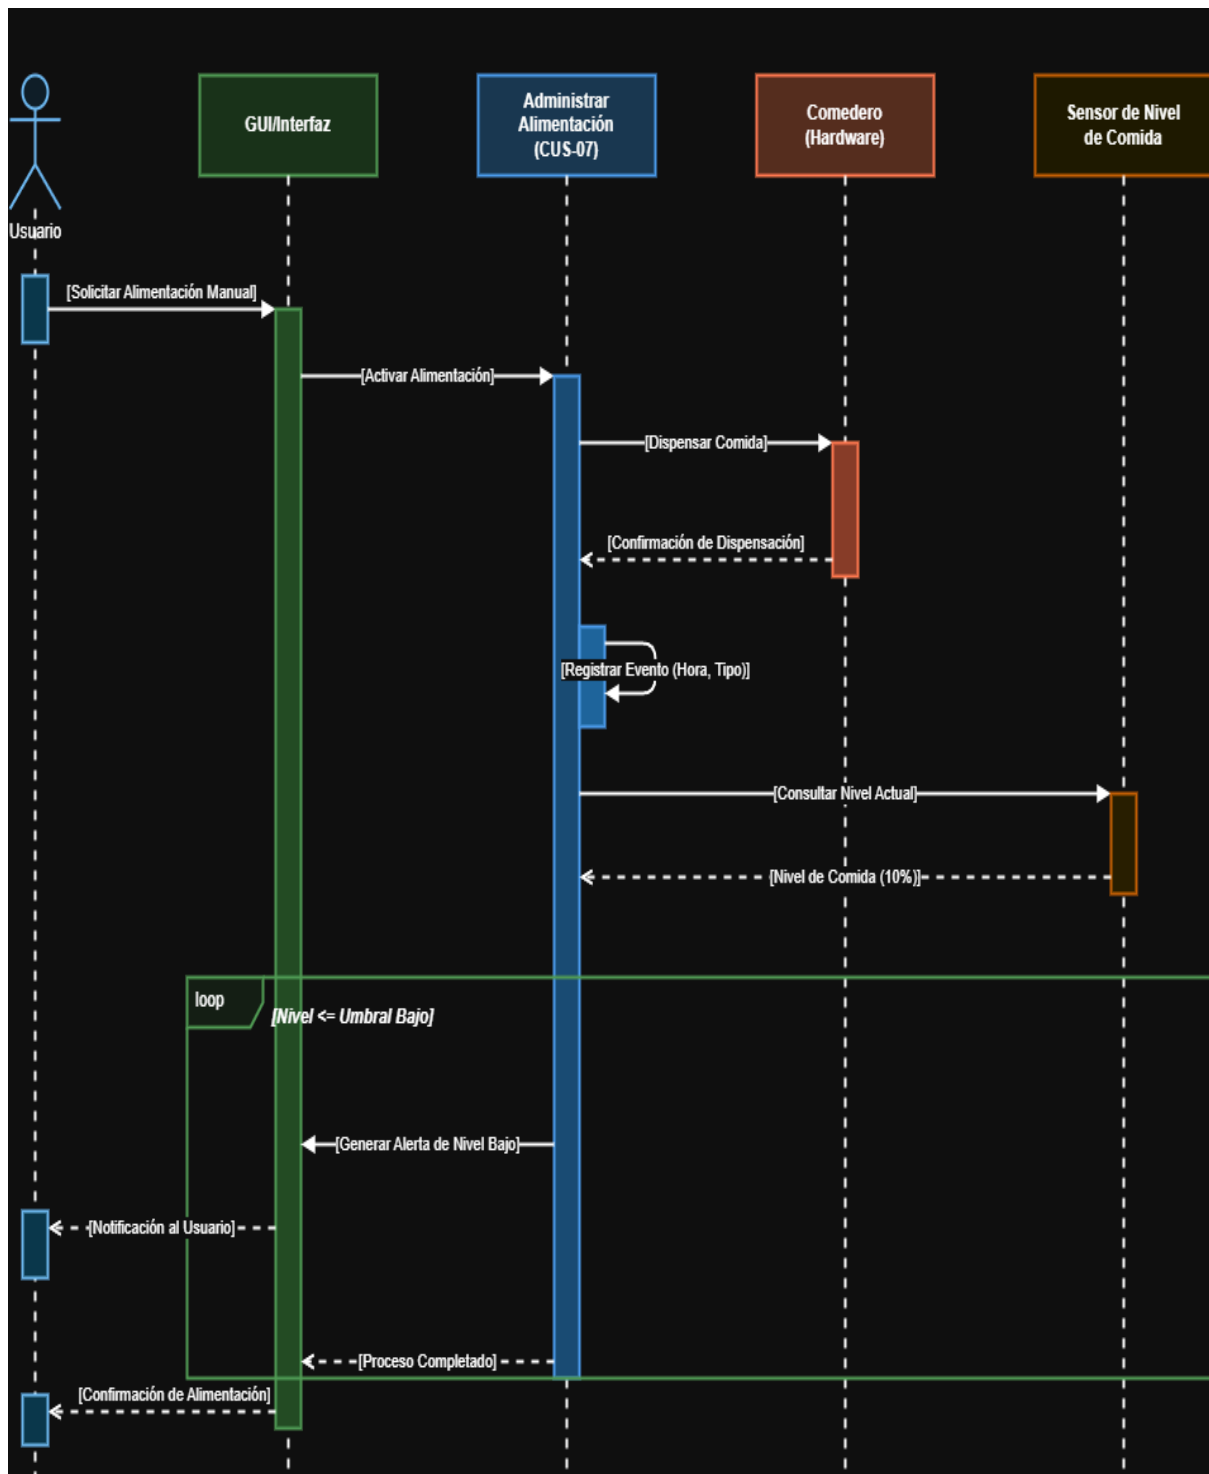 GUI/Interfaz
Administrar
Alimentación
(CUS-07)
Comedero
(Hardware)
Sensor de Nivel
de Comida
Usuario
[Solicitar Alimentación Manual]
[Activar Alimentación]
[Dispensar Comida]
[Confirmación de Dispensación]
[Registrar Evento (Hora, Tipo)]
[Consultar Nivel Actual]
[Nivel de Comida (10%)]
loop
[Nivel <= Umbral Bajo]
[Generar Alerta de Nivel Bajo]
[Notificación al Usuario]
[Proceso Completado]
[Confirmación de Alimentación]